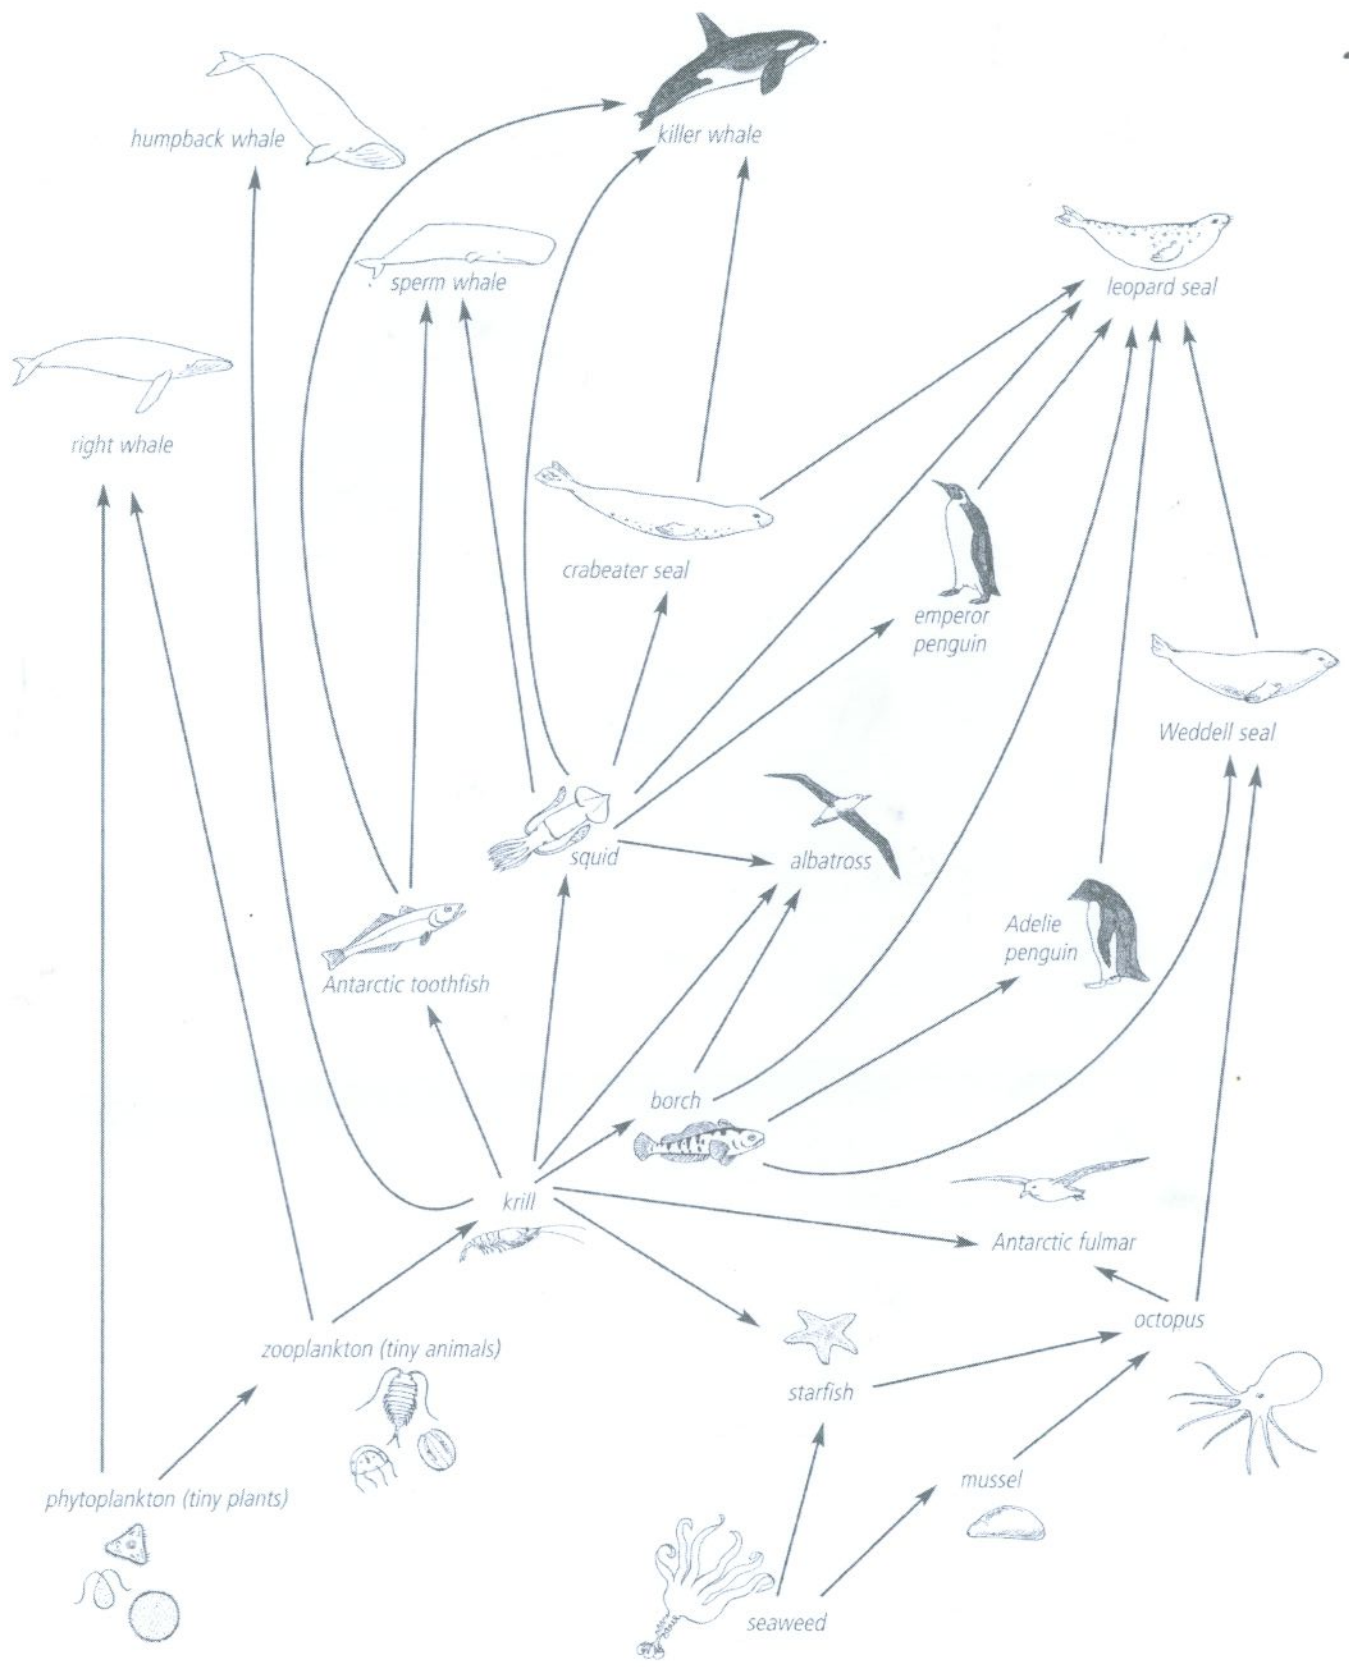 humpback whale
killer whale
sperm whale
leopard seal
right whale
crabeater seal
emperor
penguin
Weddell seal
squid
albatross
Adelie
penguin
Antarctic toothfish
borch
krill
Antarctic fulmar
octopus
zooplankton (tiny animals)
starfish
mussel
phytoplankton (tiny plants)
seaweed